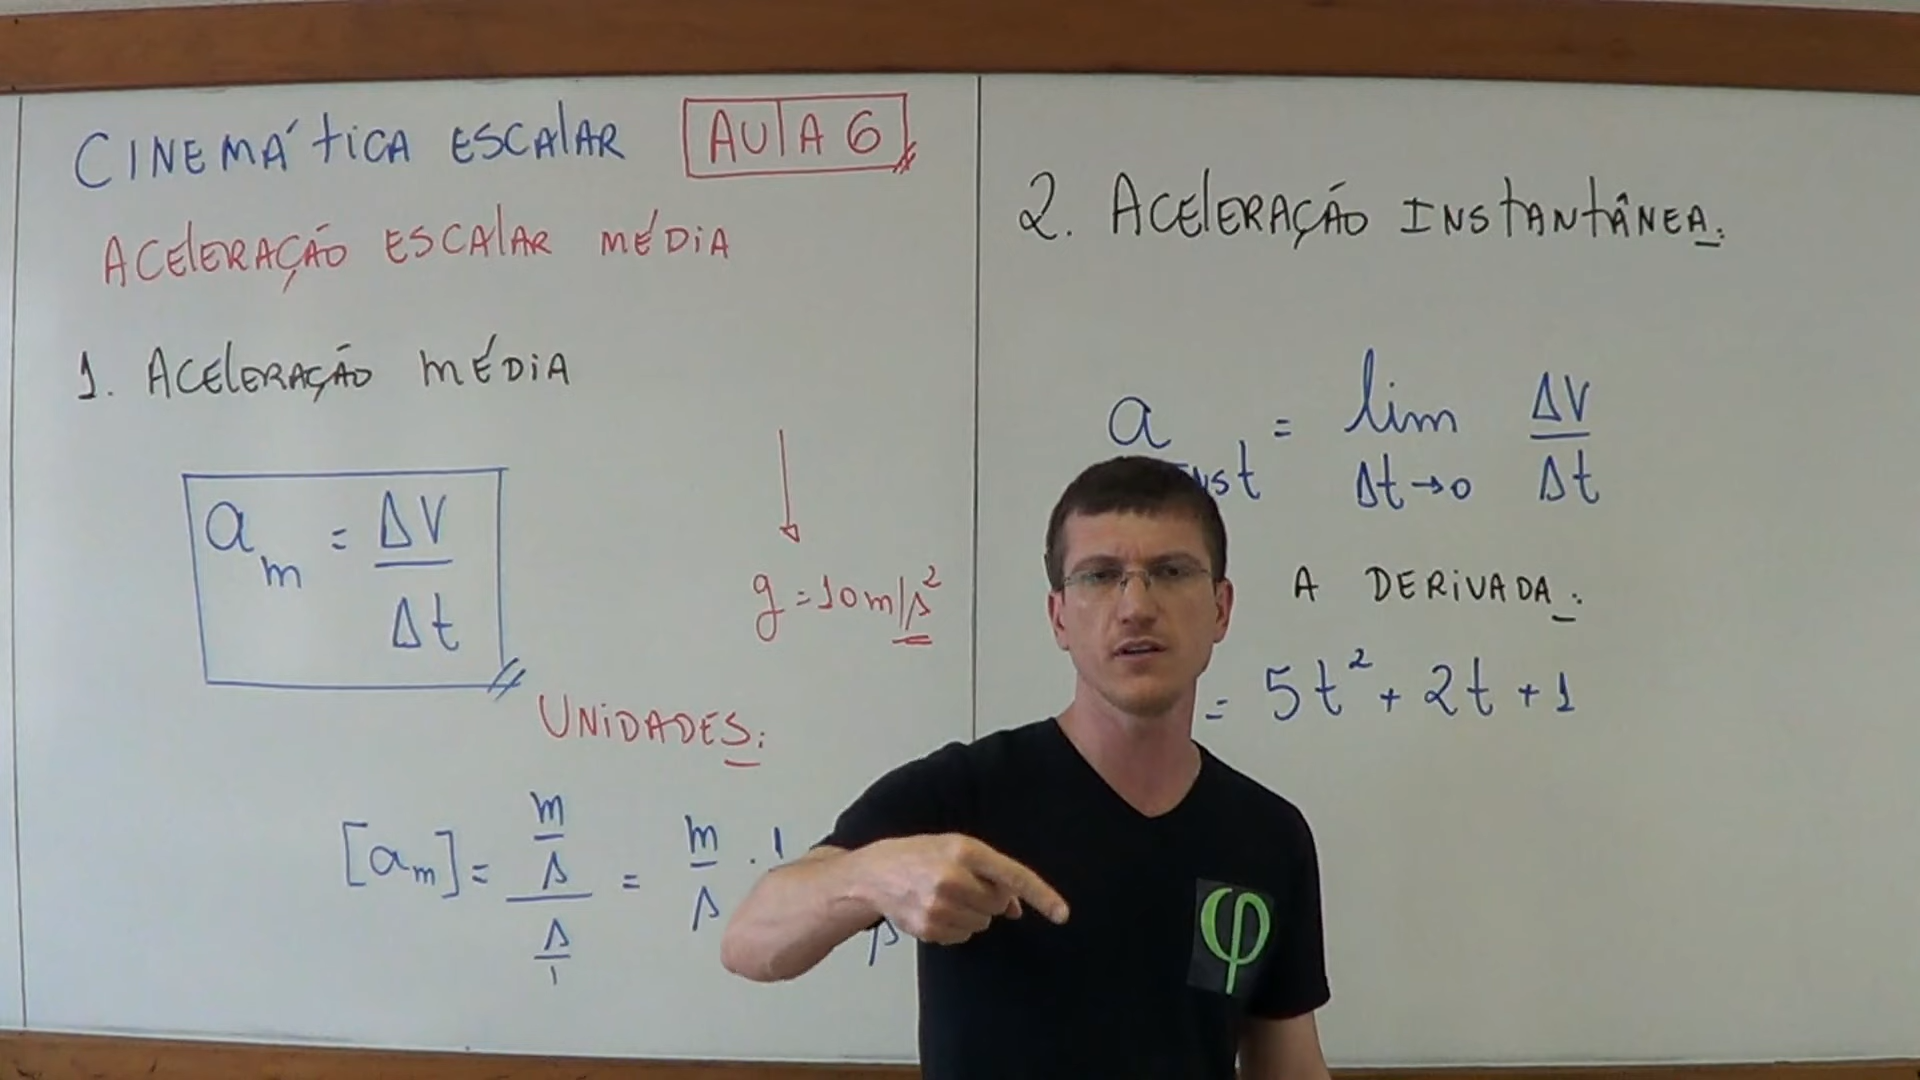 CINEMÁTICA ESCALAR AULA 6
ACELERAÇÃO ESCALAR MÉDIA
1. ACELERAÇÃO MÉDIA
a_m = ΔV/Δt
g = 10 m/s²
UNIDADES:
[a_m] = (m/s)/(s/1) = m/s · 1/s
2. ACELERAÇÃO INSTANTÂNEA:
a_inst = lim Δt→0 ΔV/Δt
A DERIVADA:
= 5t² + 2t + 1
φ